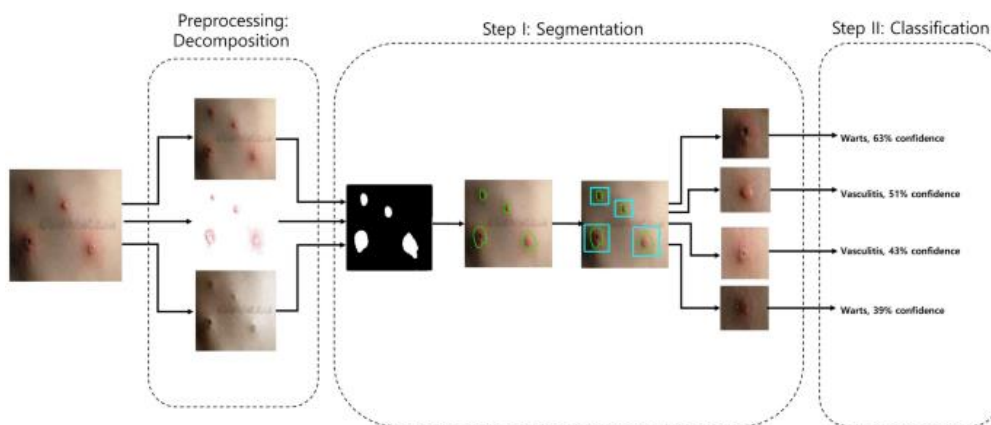 Preprocessing:
Decomposition
Step I: Segmentation
Step II: Classification
Warts, 63% confidence
Vasculitis, 51% confidence
Vasculitis, 43% confidence
Warts, 39% confidence